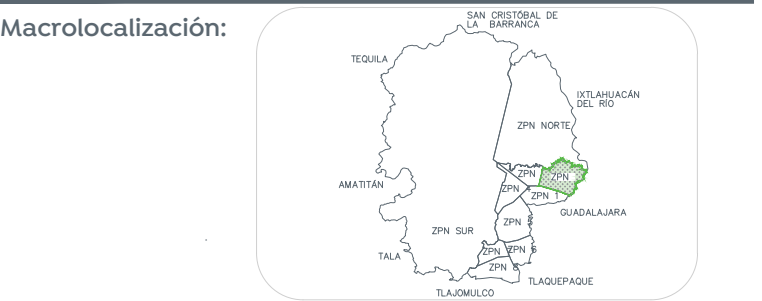 Macrolocalización:
SAN CRISTÓBAL DE
LA BARRANCA
TEQUILA
IXTLAHUACÁN
DEL RÍO
ZPN NORTE
ZPN
ZPN
AMATITÁN
ZPN
ZPN 1
GUADALAJARA
ZPN
ZPN SUR
ZPN
ZPN 6
TALA
ZPN
TLAQUEPAQUE
TLAJOMULCO